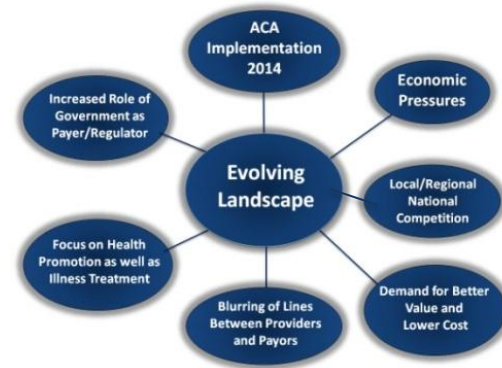 ACA
Implementation
2014
Economic
Pressures
Increased Role of
Government as
Payer/Regulator
Evolving
Landscape
Local/Regional
National
Competition
Focus on Health
Promotion as well as
Illness Treatment
Demand for Better
Value and
Lower Cost
Blurring of Lines
Between Providers
and Payors